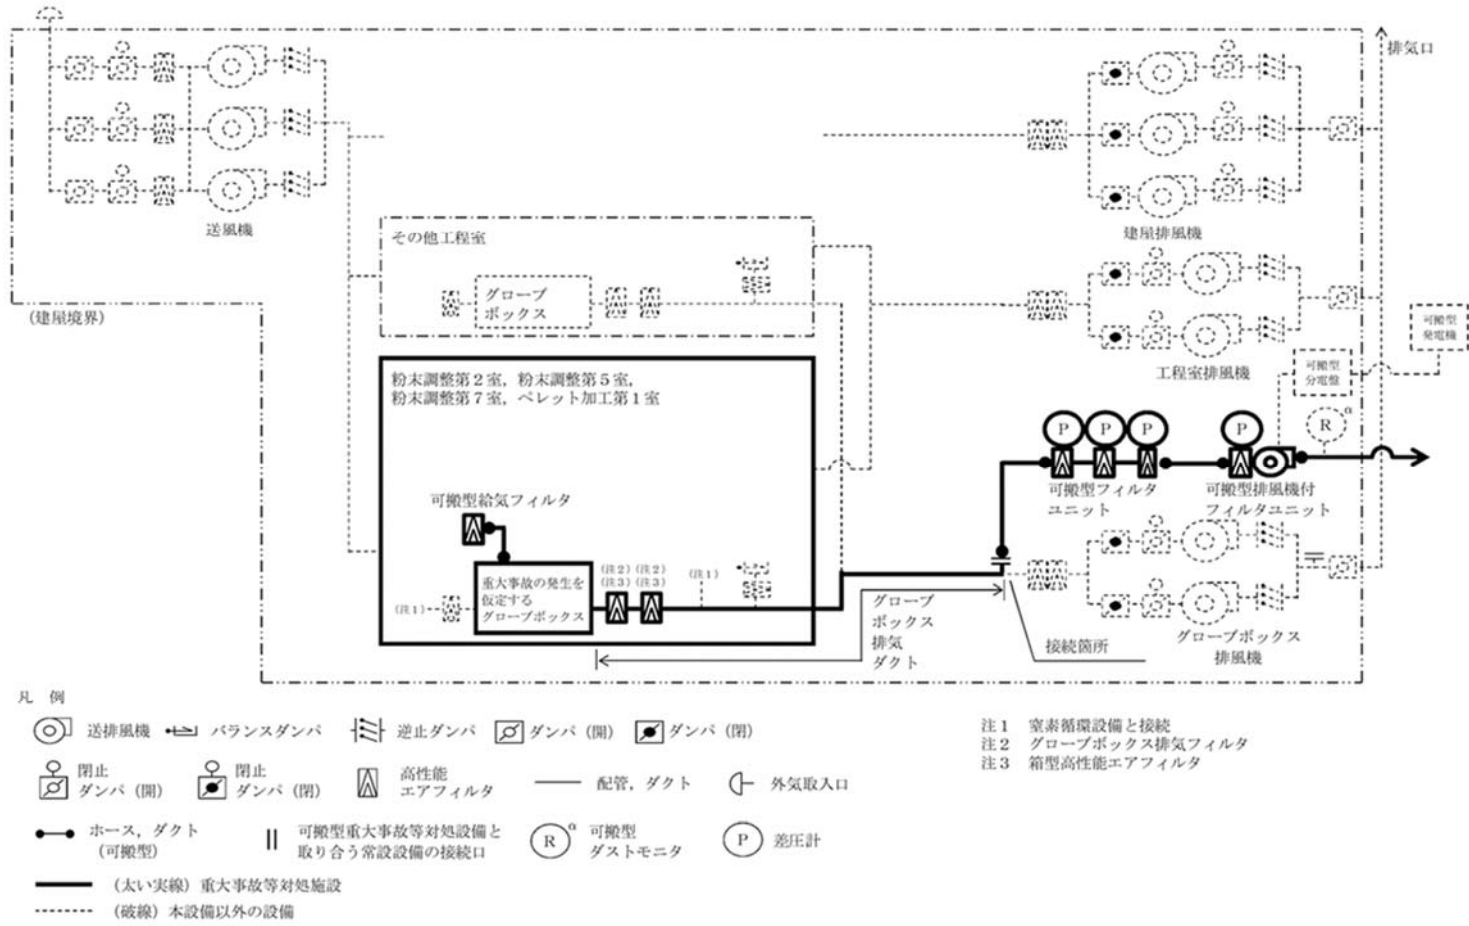 排気口
送風機
建屋排風機
その他工程室
グローブ
ボックス
(建屋境界)
可搬型
発電機
工程室排風機
可搬型
分電盤
粉末調整第２室，粉末調整第５室，
粉末調整第７室，ペレット加工第１室
P
P
P
P
R
α
可搬型フィルタ
ユニット
可搬型排風機付
フィルタユニット
可搬型給気フィルタ
重大事故の発生を
仮定する
グローブボックス
(注1)
(注2)
(注3)
(注2)
(注3)
(注1)
グローブ
ボックス
排気
ダクト
接続箇所
グローブボックス
排風機
凡　例
送排風機
バランスダンパ
逆止ダンパ
ダンパ（開）
ダンパ（閉）
閉止
ダンパ（開）
閉止
ダンパ（閉）
高性能
エアフィルタ
配管，ダクト
外気取入口
ホース，ダクト
（可搬型）
可搬型重大事故等対処設備と
取り合う常設設備の接続口
R
α
可搬型
ダストモニタ
P
差圧計
（太い実線）重大事故等対処施設
（破線）本設備以外の設備
注１　窒素循環設備と接続
注２　グローブボックス排気フィルタ
注３　箱型高性能エアフィルタ